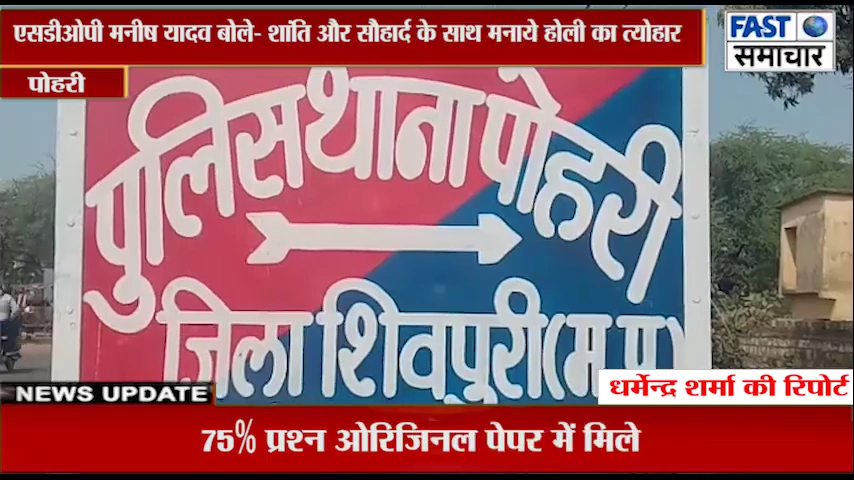 एसडीओपी मनीष यादव बोले- शांति और सौहार्द के साथ मनाये होली का त्योहार
FAST
समाचार
पोहरी
पुलिस थाना पोहरी
जिला शिवपुरी (म.प्र.)
NEWS UPDATE
धर्मेन्द्र शर्मा की रिपोर्ट
75% प्रश्न ओरिजिनल पेपर में मिले